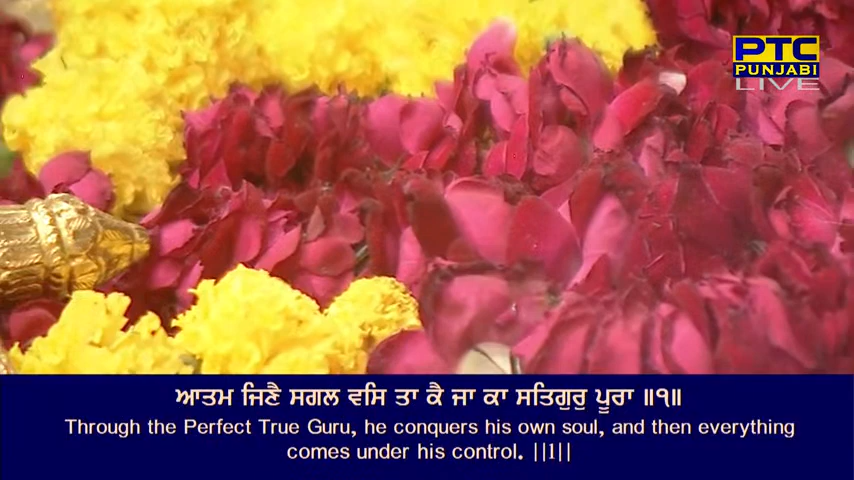 PTC
PUNJABI
LIVE
ਆਤਮ ਜਿਣੈ ਸਗਲ ਵਸਿ ਤਾ ਕੈ ਜਾ ਕਾ ਸਤਿਗੁਰੁ ਪੂਰਾ ॥੧॥
Through the Perfect True Guru, he conquers his own soul, and then everything
comes under his control. ||1||